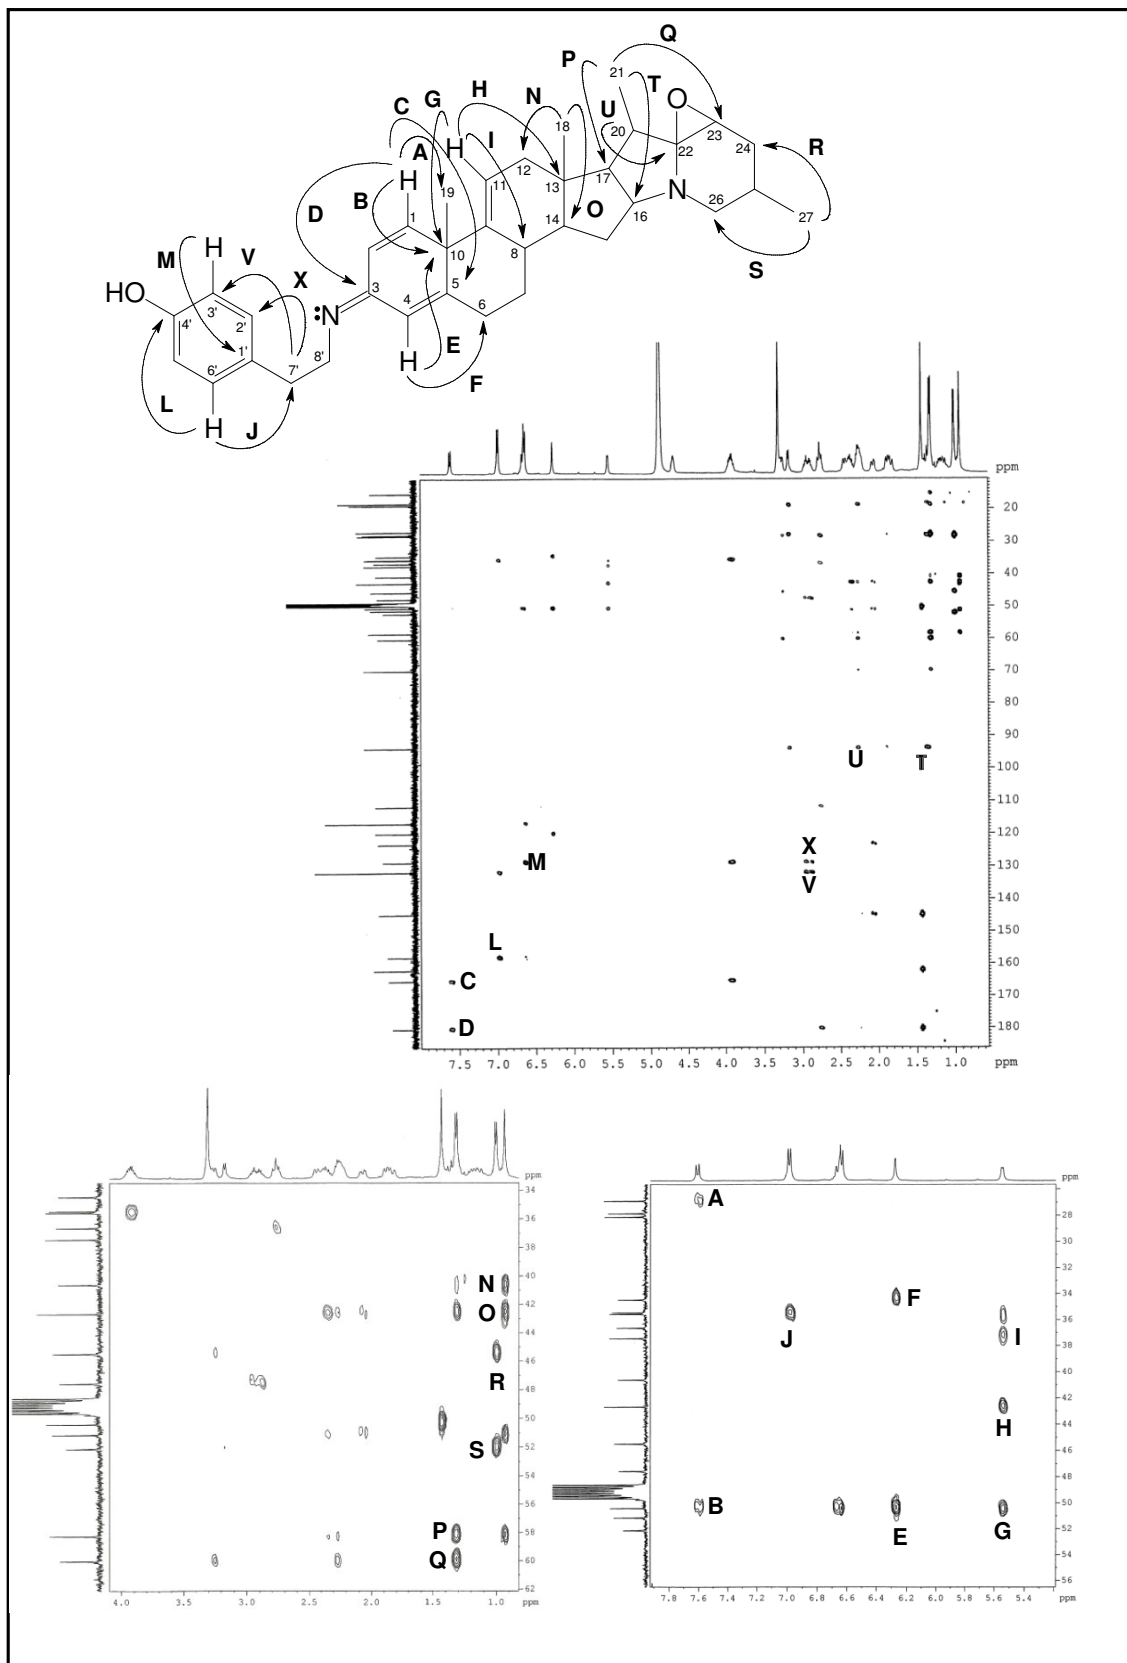 Q
P 21
H N T O
G 18 U
C 20 23
I 22 24 R
A H 12
H 11 13 17 N 26
B 19 O 16 27
D 1 14
H 10 8 S
M V X 5
HO 3 4 6
3' N
4' 2' 8' E
1' H
6' 7' F
L
H J
ppm
20
30
40
50
60
70
80
90
U T
100
110
120
X
M 130
V
140
150
L
160
C
170
D 180
7.5 7.0 6.5 6.0 5.5 5.0 4.5 4.0 3.5 3.0 2.5 2.0 1.5 1.0 ppm
ppm
34
36
38
N 40
O 42
44
R 46
48
50
S 52
54
56
P 58
Q 60
62
4.0 3.5 3.0 2.5 2.0 1.5 1.0 ppm
ppm
A
28
30
32
F 34
J I 36
38
40
H 42
44
46
48
B 50
E G 52
54
56
7.8 7.6 7.4 7.2 7.0 6.8 6.6 6.4 6.2 6.0 5.8 5.6 5.4 ppm